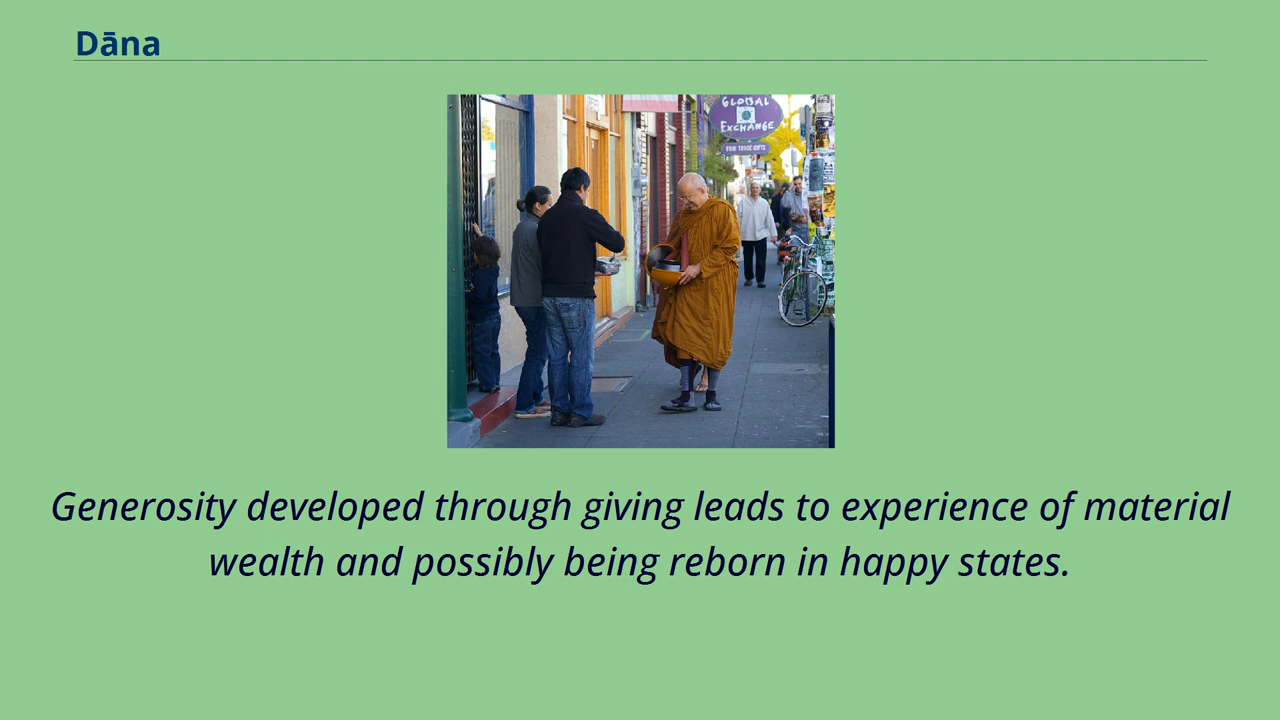 Dāna
GLOBAL
EXCHANGE
FAIR TRADE GIFTS
Generosity developed through giving leads to experience of material
wealth and possibly being reborn in happy states.